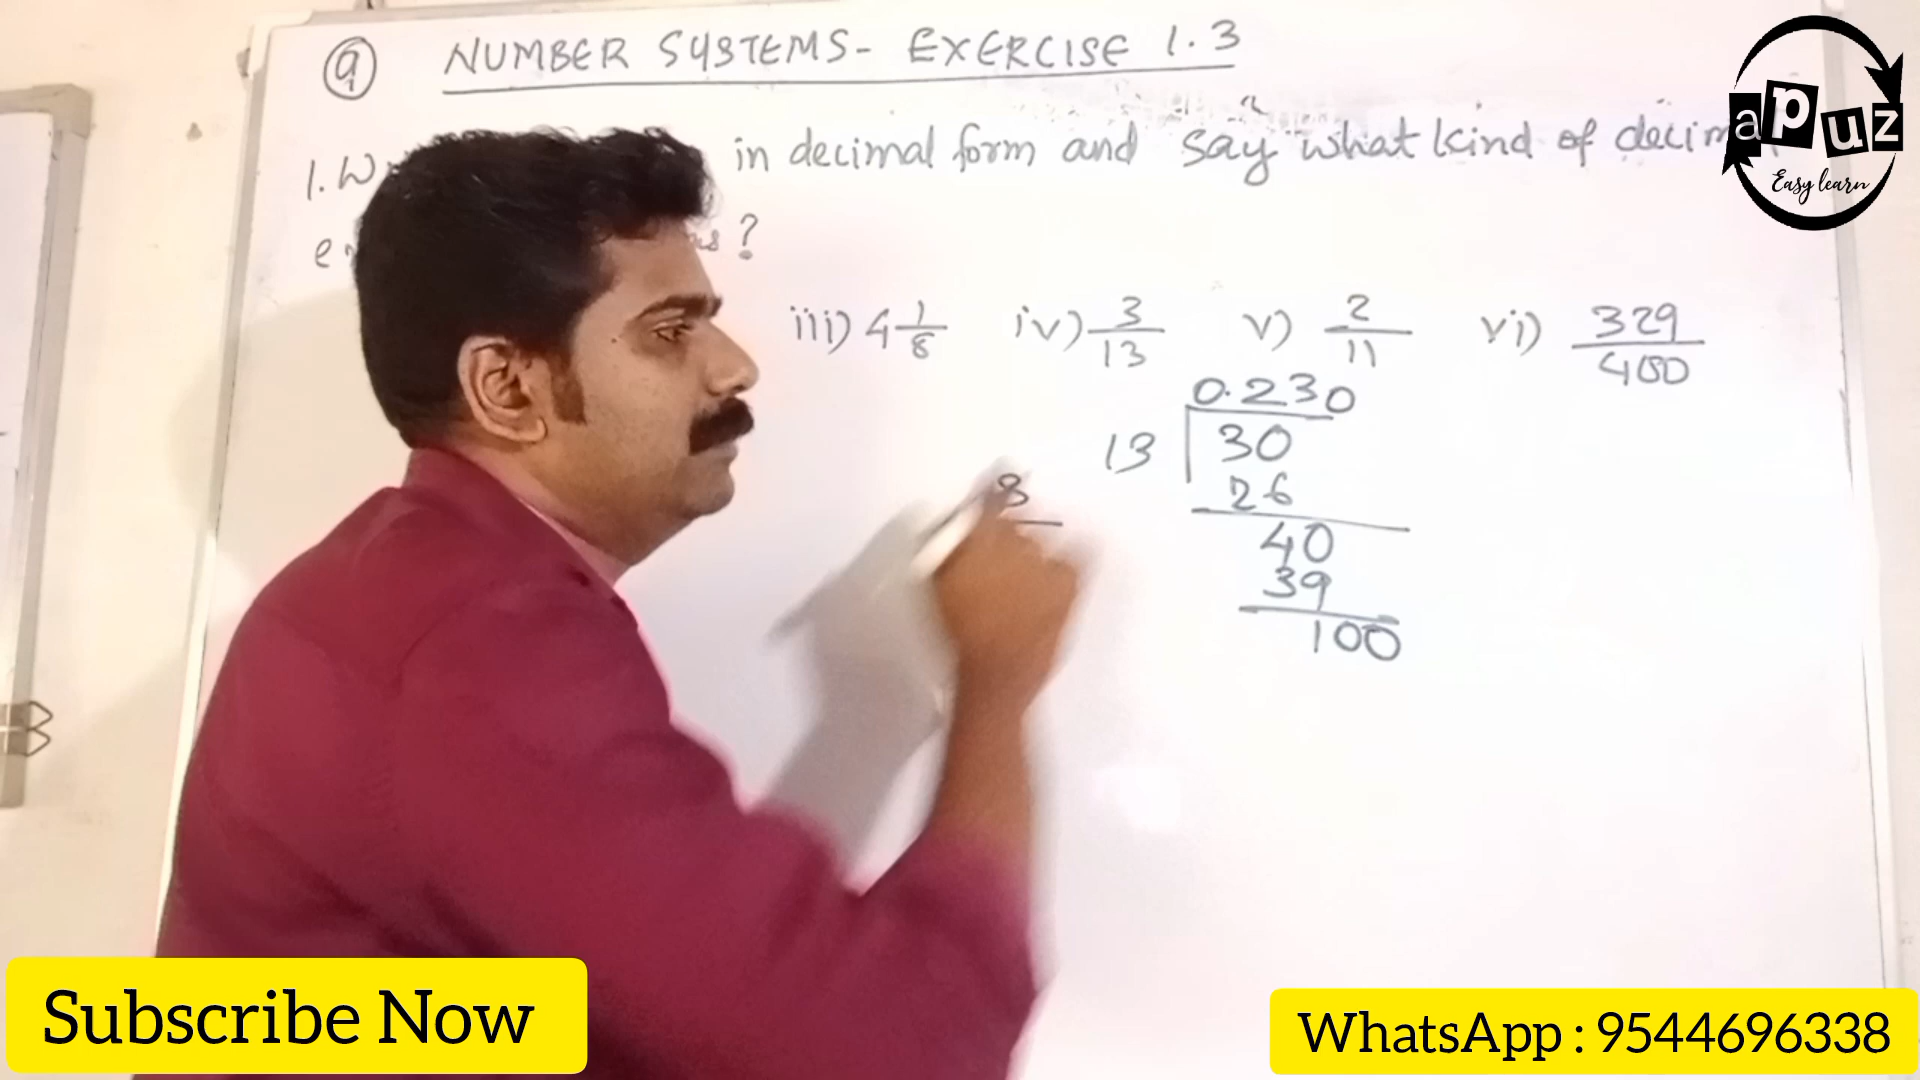 9 NUMBER SYSTEMS- EXERCISE 1.3
1. in decimal form and say what kind of decim
?
iii) 4 1/8 iv) 3/13 v) 2/11 vi) 329/400
0.230
13 30
26
40
39
100
8
apuz
Easy learn
Subscribe Now
WhatsApp : 9544696338